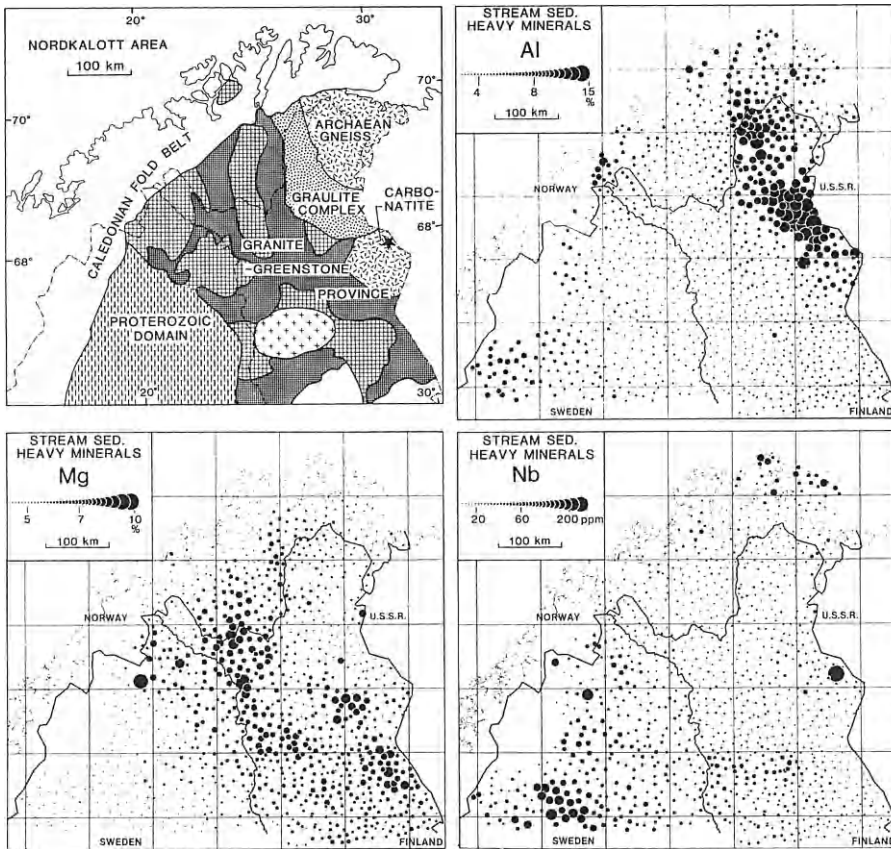 20°
30°
NORDKALOTT AREA
100 km
70°
70°
ARCHAEAN
GNEISS
CALEDONIAN FOLD BELT
GRAULITE
COMPLEX
CARBO-
NATITE
68°
GRANITE
-GREENSTONE
68°
PROVINCE
PROTEROZOIC
DOMAIN
20°
30°
STREAM SED.
HEAVY MINERALS
Al
4 8 15
%
100 km
NORWAY
U.S.S.R.
SWEDEN
FINLAND
STREAM SED.
HEAVY MINERALS
Mg
5 7 10
%
100 km
NORWAY
U.S.S.R.
SWEDEN
FINLAND
STREAM SED.
HEAVY MINERALS
Nb
20 60 200 ppm
100 km
NORWAY
U.S.S.R.
SWEDEN
FINLAND